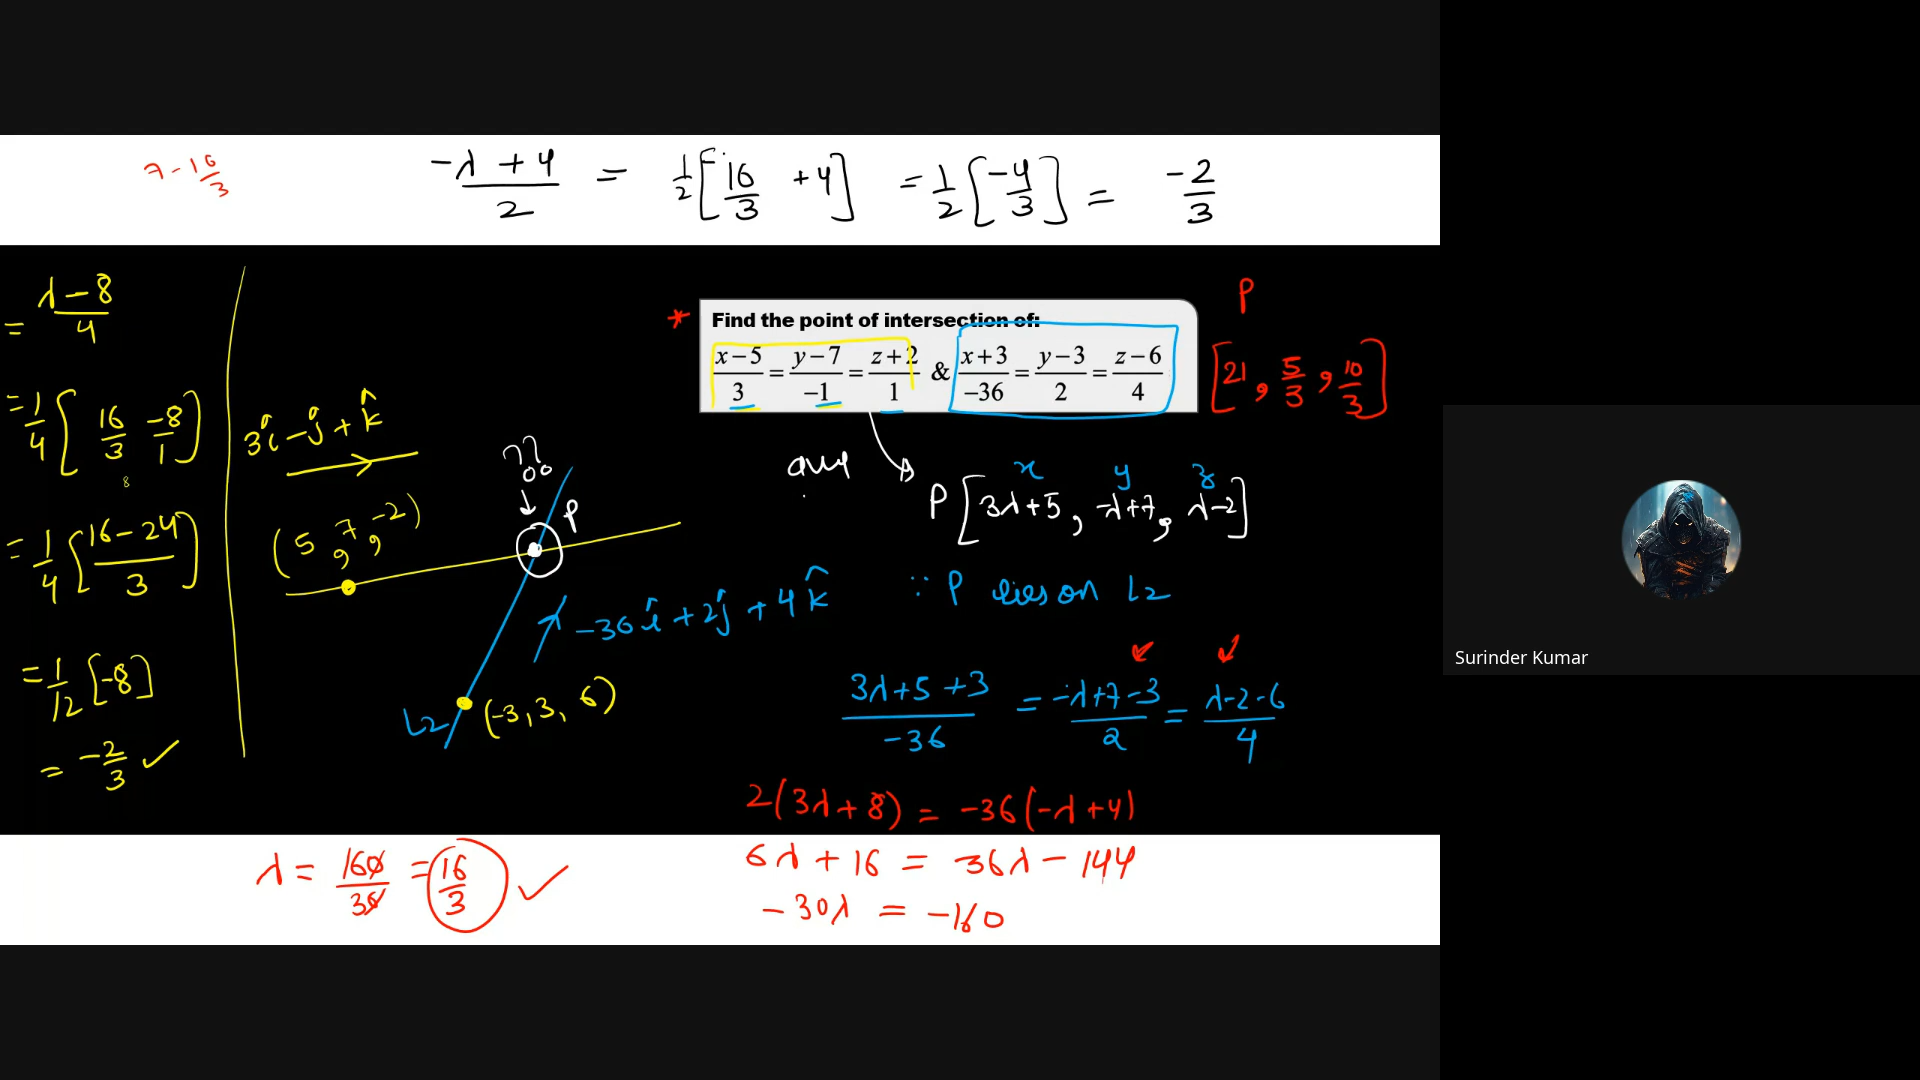 7-16/3
-λ+4/2 = 1/2[-16/3 +4] = 1/2[-4/3] = -2/3
= λ-8/4
= 1/4[16/3 -8/1]
8
= 1/4[16-24/3]
= 1/12[-8]
= -2/3 ✓
3î-ĵ+k̂
(5, 7, -2)
??
P
-36î+2ĵ+4k̂
L2
(-3, 3, 6)
* Find the point of intersection of:
x-5/3 = y-7/-1 = z+2/1 & x+3/-36 = y-3/2 = z-6/4
P
[21, 5/3, 10/3]
x y z
P[3λ+5, -λ+7, λ-2]
∵ P lies on L2
3λ+5+3/-36 = -λ+7-3/2 = λ-2-6/4
2(3λ+8) = -36(-λ+4)
6λ+16 = 36λ-144
-30λ = -160
λ = 160/30 = 16/3 ✓
Surinder Kumar